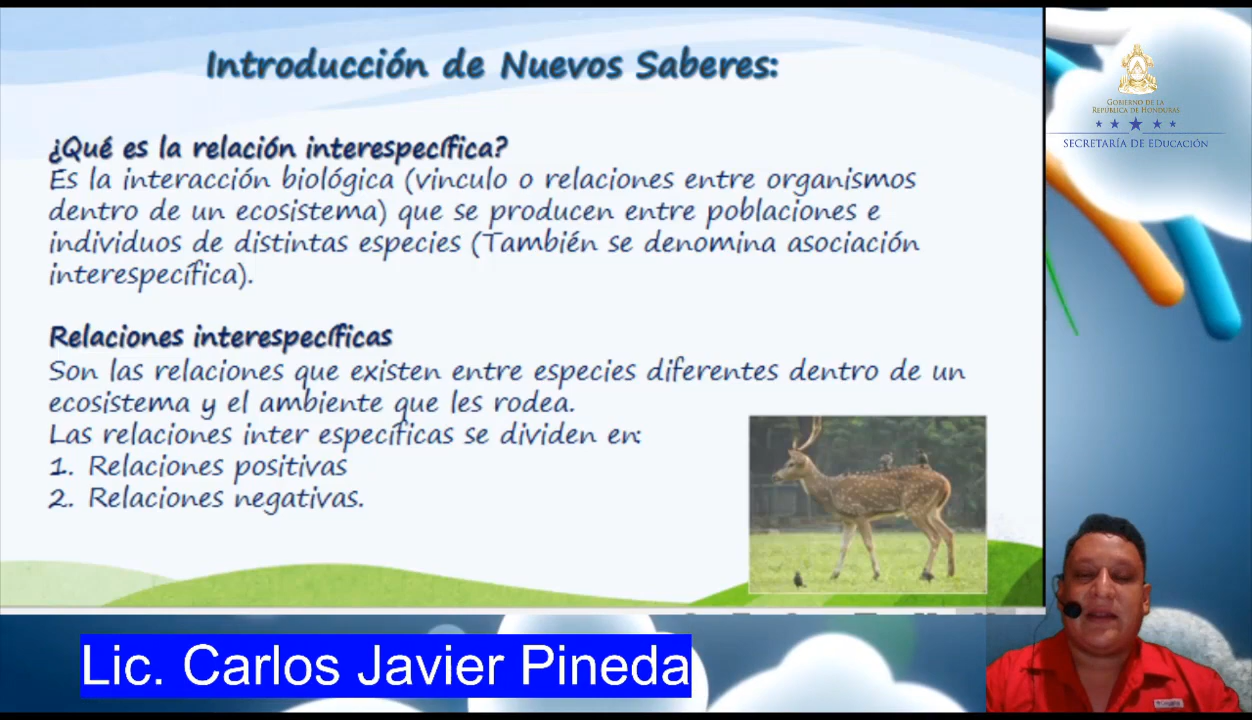 Introducción de Nuevos Saberes:
¿Qué es la relación interespecífica?
Es la interacción biológica (vinculo o relaciones entre organismos
dentro de un ecosistema) que se producen entre poblaciones e
individuos de distintas especies (También se denomina asociación
interespecífica).
Relaciones interespecíficas
Son las relaciones que existen entre especies diferentes dentro de un
ecosistema y el ambiente que les rodea.
Las relaciones inter específicas se dividen en:
1. Relaciones positivas
2. Relaciones negativas.
GOBIERNO DE LA
REPÚBLICA DE HONDURAS
SECRETARÍA DE EDUCACIÓN
Lic. Carlos Javier Pineda